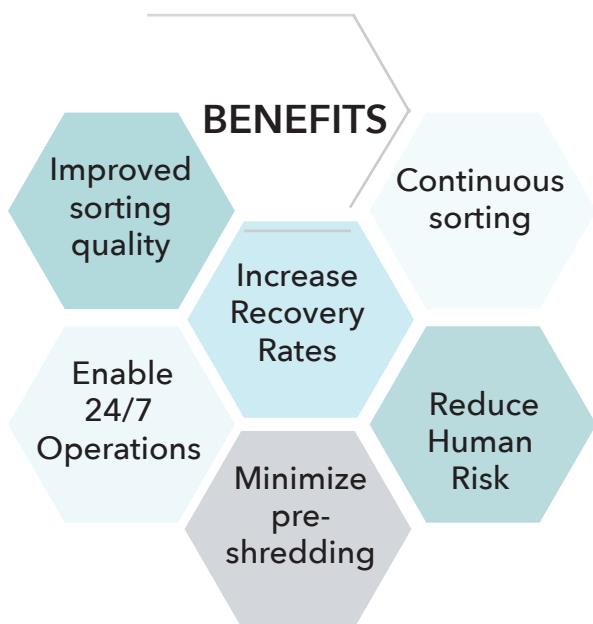 BENEFITS
Improved
sorting
quality
Continuous
sorting
Increase
Recovery
Rates
Enable
24/7
Operations
Reduce
Human
Risk
Minimize
pre-
shredding